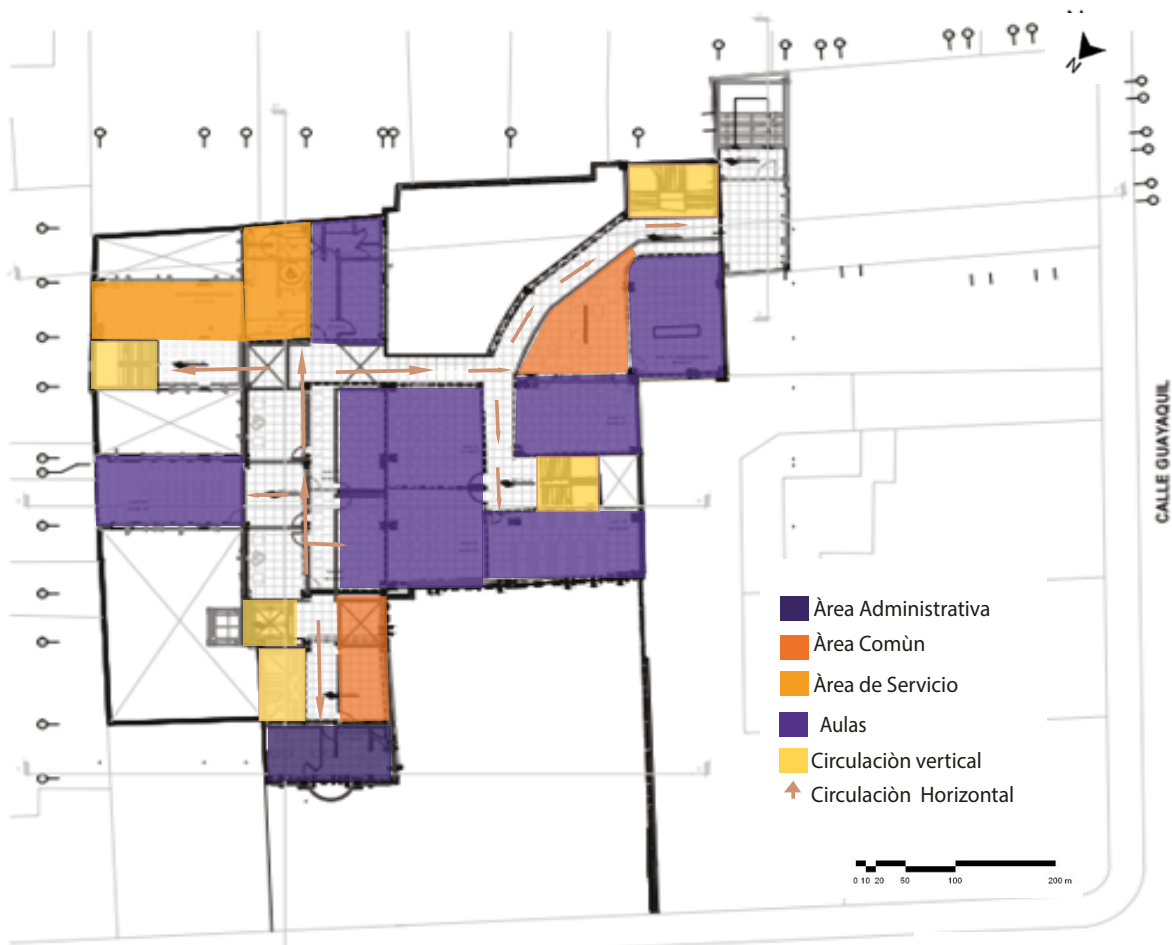 N
CALLE GUAYAQUIL
Àrea Administrativa
Àrea Comùn
Àrea de Servicio
Aulas
Circulaciòn vertical
Circulaciòn Horizontal
0 10 20 50 100 200 m